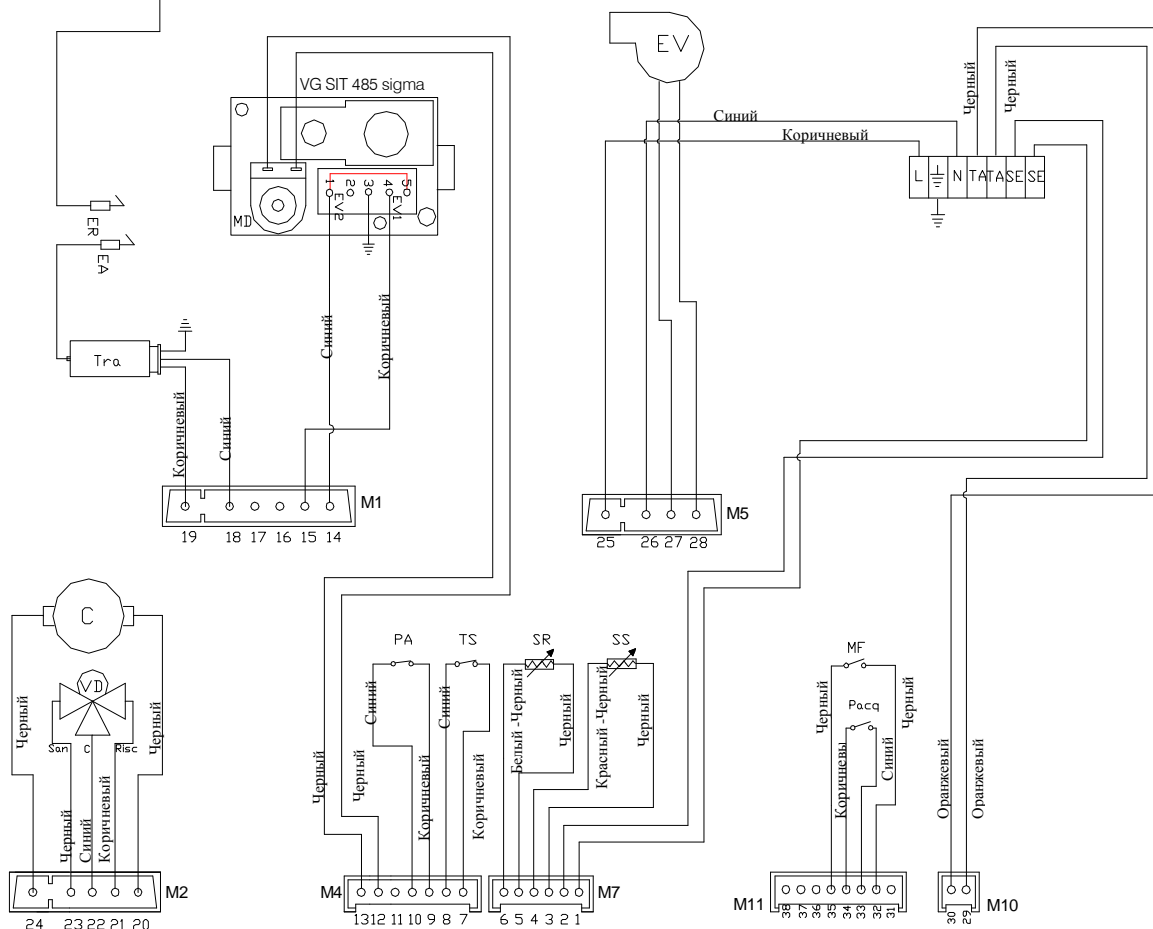 VG SIT 485 sigma
1 2 3 4 5
EV2
EV1
MD
EV
Синий
Коричневый
Черный
Черный
L N TA TA SE SE
ER
EA
Tra
Коричневый
Синий
Синий
Коричневый
M1
19 18 17 16 15 14
M5
25 26 27 28
C
VD
San C Risc
Черный
Черный
Черный
Синий
Коричневый
M2
24 23 22 21 20
PA
TS
SR
SS
Черный
Черный
Синий
Коричневый
Синий
Коричневый
Белый -Черный
Черный
Красный -Черный
Черный
M4
13 12 11 10 9 8 7
M7
6 5 4 3 2 1
MF
Pacq
Черный
Коричневы
Синий
Черный
M11
38 37 36 35 34 33 32 31
Оранжевый
Оранжевый
M10
30 29